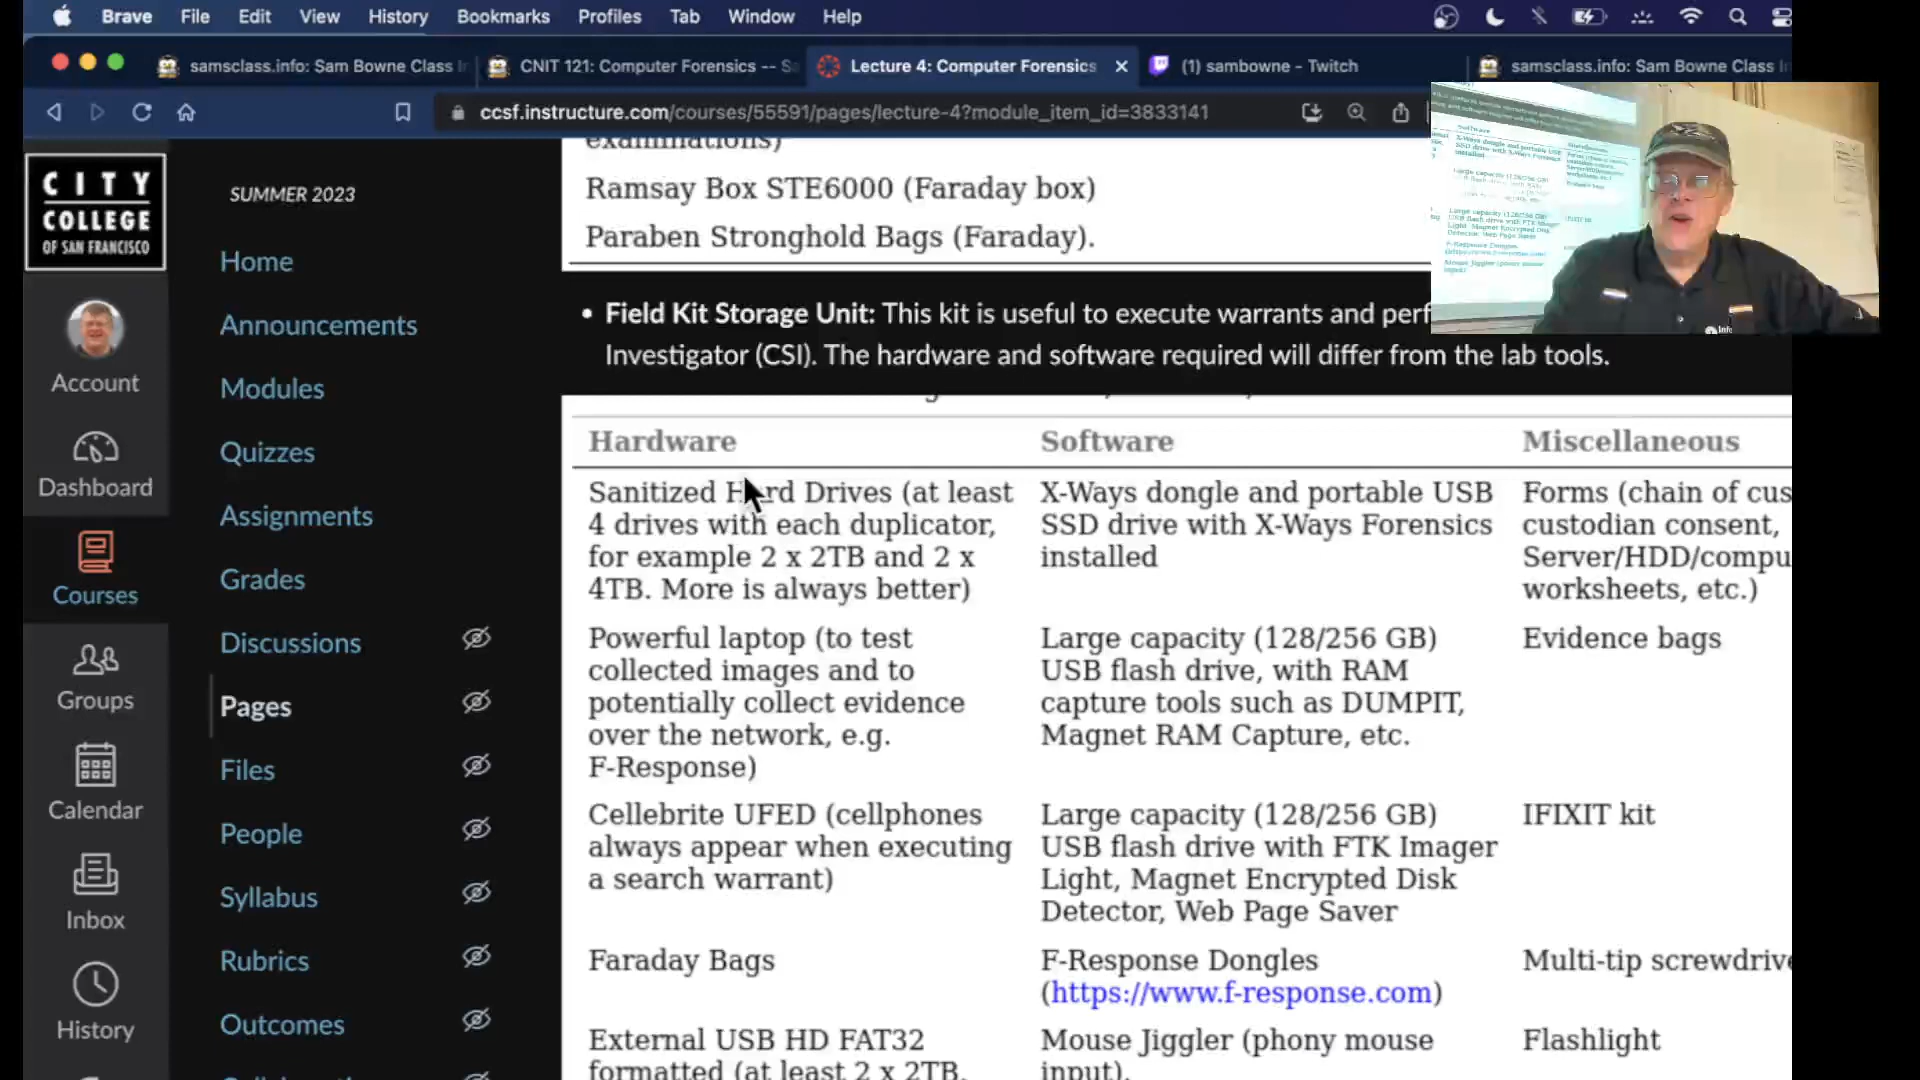 Brave File Edit View History Bookmarks Profiles Tab Window Help
samsclass.info: Sam Bowne Class In
CNIT 121: Computer Forensics -- Sa
Lecture 4: Computer Forensics
(1) sambowne - Twitch
samsclass.info: Sam Bowne Class In
ccsf.instructure.com/courses/55591/pages/lecture-4?module_item_id=3833141
CITY
COLLEGE
OF SAN FRANCISCO
Account
Dashboard
Courses
Groups
Calendar
Inbox
History
SUMMER 2023
Home
Announcements
Modules
Quizzes
Assignments
Grades
Discussions
Pages
Files
People
Syllabus
Rubrics
Outcomes
examinations)
Ramsay Box STE6000 (Faraday box)
Paraben Stronghold Bags (Faraday).
• Field Kit Storage Unit: This kit is useful to execute warrants and perf
Investigator (CSI). The hardware and software required will differ from the lab tools.
Hardware
Sanitized Hard Drives (at least
4 drives with each duplicator,
for example 2 x 2TB and 2 x
4TB. More is always better)
Powerful laptop (to test
collected images and to
potentially collect evidence
over the network, e.g.
F-Response)
Cellebrite UFED (cellphones
always appear when executing
a search warrant)
Faraday Bags
External USB HD FAT32
formatted (at least 2 x 2TB,
Software
X-Ways dongle and portable USB
SSD drive with X-Ways Forensics
installed
Large capacity (128/256 GB)
USB flash drive, with RAM
capture tools such as DUMPIT,
Magnet RAM Capture, etc.
Large capacity (128/256 GB)
USB flash drive with FTK Imager
Light, Magnet Encrypted Disk
Detector, Web Page Saver
F-Response Dongles
(https://www.f-response.com)
Mouse Jiggler (phony mouse
input).
Miscellaneous
Forms (chain of cus
custodian consent,
Server/HDD/compu
worksheets, etc.)
Evidence bags
IFIXIT kit
Multi-tip screwdrive
Flashlight